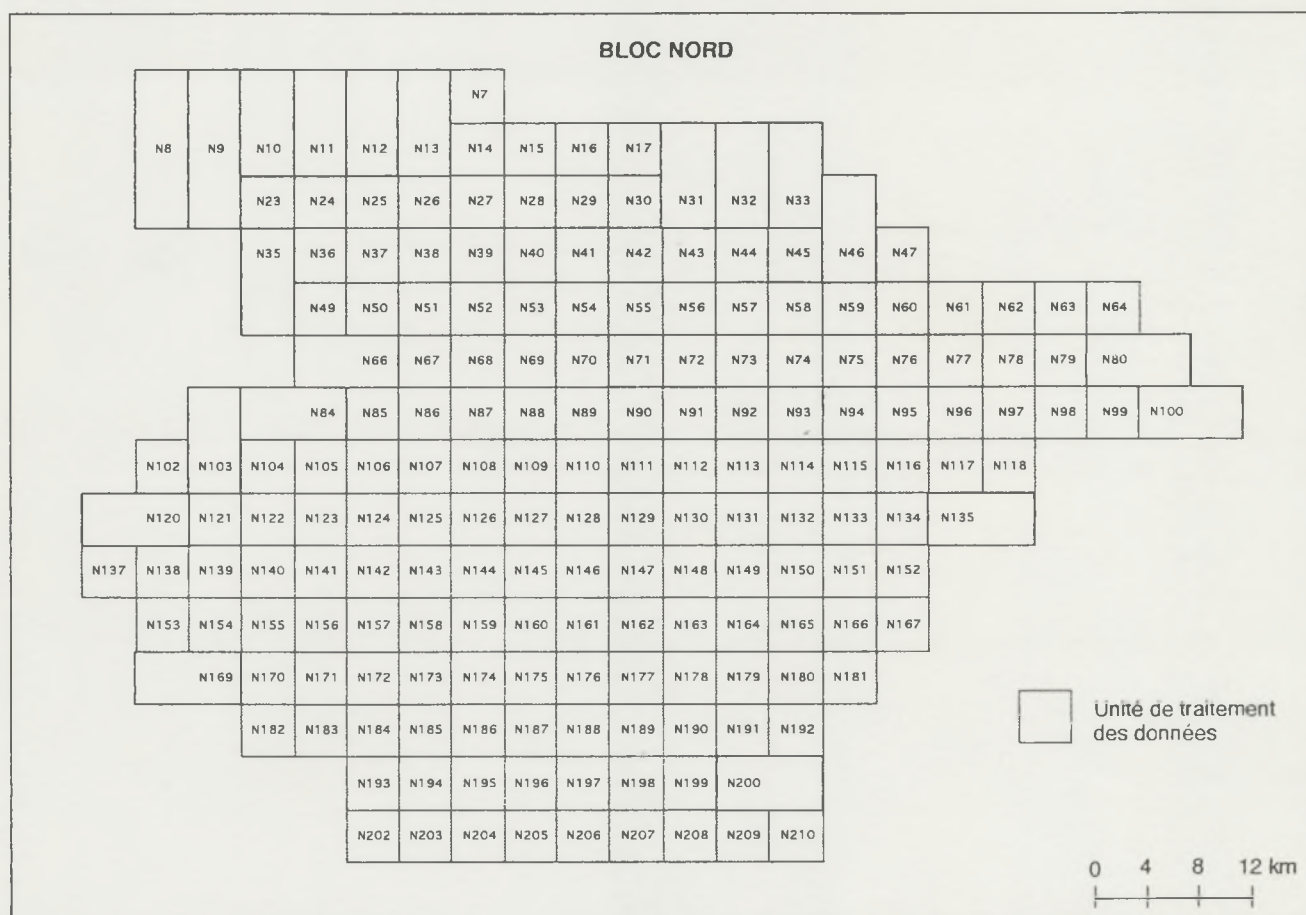 BLOC NORD
N7
N8 N9 N10 N11 N12 N13 N14 N15 N16 N17
N23 N24 N25 N26 N27 N28 N29 N30 N31 N32 N33
N35 N36 N37 N38 N39 N40 N41 N42 N43 N44 N45 N46 N47
N49 N50 N51 N52 N53 N54 N55 N56 N57 N58 N59 N60 N61 N62 N63 N64
N66 N67 N68 N69 N70 N71 N72 N73 N74 N75 N76 N77 N78 N79 N80
N84 N85 N86 N87 N88 N89 N90 N91 N92 N93 N94 N95 N96 N97 N98 N99 N100
N102 N103 N104 N105 N106 N107 N108 N109 N110 N111 N112 N113 N114 N115 N116 N117 N118
N120 N121 N122 N123 N124 N125 N126 N127 N128 N129 N130 N131 N132 N133 N134 N135
N137 N138 N139 N140 N141 N142 N143 N144 N145 N146 N147 N148 N149 N150 N151 N152
N153 N154 N155 N156 N157 N158 N159 N160 N161 N162 N163 N164 N165 N166 N167
N169 N170 N171 N172 N173 N174 N175 N176 N177 N178 N179 N180 N181
N182 N183 N184 N185 N186 N187 N188 N189 N190 N191 N192
N193 N194 N195 N196 N197 N198 N199 N200
N202 N203 N204 N205 N206 N207 N208 N209 N210
Unité de traitement
des données
0 4 8 12 km